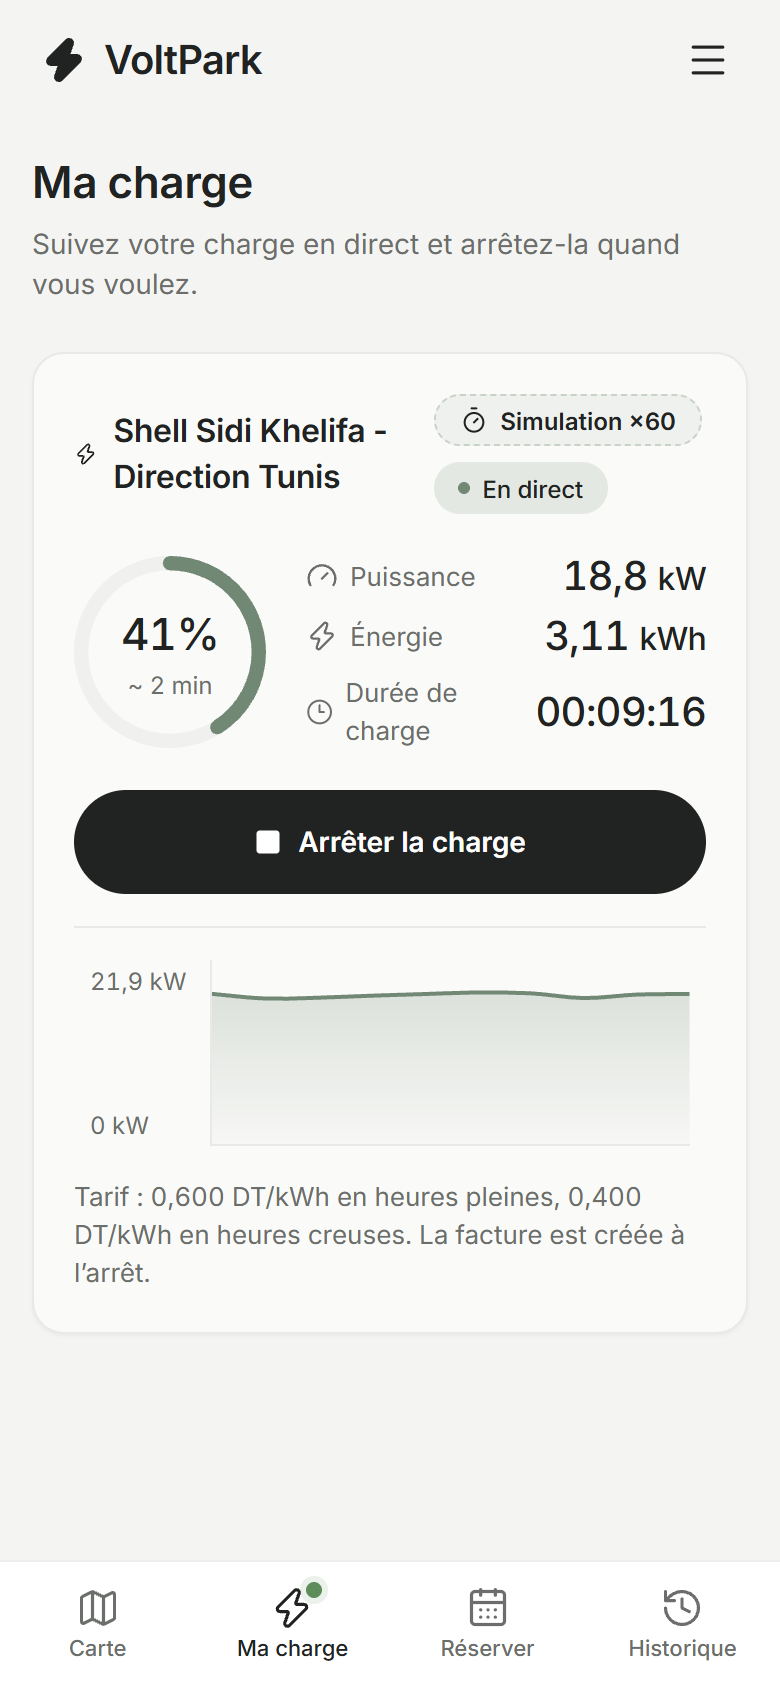 VoltPark
Ma charge
Suivez votre charge en direct et arrêtez-la quand
vous voulez.
Shell Sidi Khelifa -
Direction Tunis
Simulation ×60
En direct
41%
~ 2 min
Puissance
18,8 kW
Énergie
3,11 kWh
Durée de
charge
00:09:16
Arrêter la charge
21,9 kW
0 kW
Tarif : 0,600 DT/kWh en heures pleines, 0,400
DT/kWh en heures creuses. La facture est créée à
l’arrêt.
Carte
Ma charge
Réserver
Historique